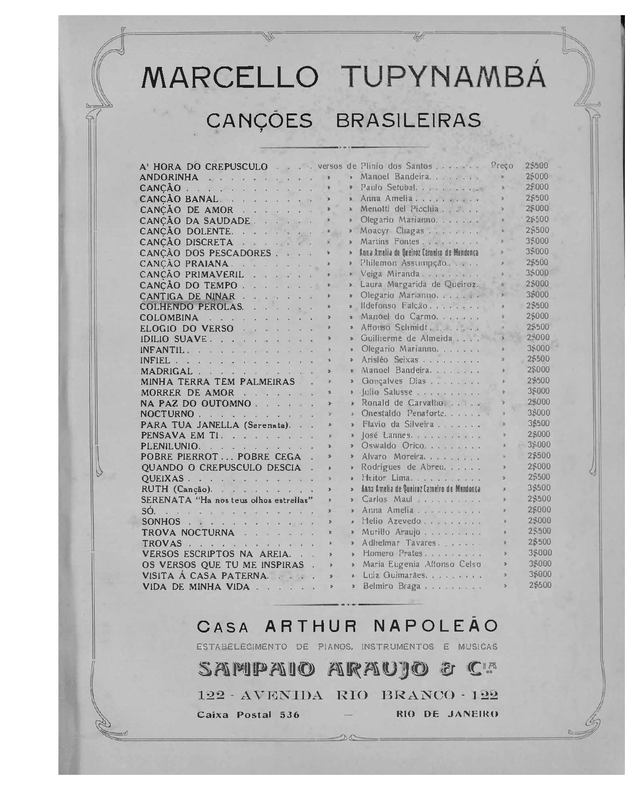 MARCELLO TUPYNAMBÁ
CANÇÕES BRASILEIRAS
A' HORA DO CREPUSCULO . . . . versos de Plinio dos Santos . . . . . . . Preço 2$500
ANDORINHA . . . . . . . . . . » » Manoel Bandeira. . . . . . . . » 2$000
CANÇÃO . . . . . . . . . . . » » Paulo Setubal. . . . . . . . . » 2$000
CANÇÃO BANAL. . . . . . . . . » » Anna Amelia . . . . . . . . . » 2$500
CANÇÃO DE AMOR . . . . . . . » » Menotti del Picchia . . . . . . » 2$000
CANÇÃO DA SAUDADE . . . . . . » » Olegario Marianno. . . . . . . » 2$500
CANÇÃO DOLENTE. . . . . . . . » » Moacyr Chagas . . . . . . . . » 2$500
CANÇÃO DISCRETA . . . . . . . » » Martins Fontes . . . . . . . . » 3$000
CANÇÃO DOS PESCADORES . . . . » » Anna Amelia de Queiroz Carneiro de Mendonça » 3$000
CANÇÃO PRAIANA. . . . . . . . » » Philemon Assumpção. . . . . . » 2$500
CANÇÃO PRIMAVERIL . . . . . . » » Veiga Miranda . . . . . . . . » 3$000
CANÇÃO DO TEMPO . . . . . . . » » Laura Margarida de Queiroz. » 2$000
CANTIGA DE NINAR . . . . . . . » » Olegario Marianno. . . . . . . » 3$000
COLHENDO PEROLAS. . . . . . . » » Ildefonso Falcão. . . . . . . . » 2$500
COLOMBINA . . . . . . . . . . » » Manoel do Carmo. . . . . . . . » 2$000
ELOGIO DO VERSO . . . . . . . » » Affonso Schmidt . . . . . . . . » 2$500
IDILIO SUAVE. . . . . . . . . » » Guilherme de Almeida . . . . . » 2$000
INFANTIL. . . . . . . . . . . » » Olegario Marianno. . . . . . . » 3$000
INFIEL . . . . . . . . . . . » » Aristêo Seixas . . . . . . . . » 2$500
MADRIGAL . . . . . . . . . . » » Manoel Bandeira. . . . . . . . » 2$000
MINHA TERRA TEM PALMEIRAS . » » Gonçalves Dias . . . . . . . . » 2$500
MORRER DE AMOR . . . . . . . » » Julio Salusse . . . . . . . . . » 3$000
NA PAZ DO OUTOMNO . . . . . . » » Ronald de Carvalho. . . . . . . » 2$000
NOCTURNO . . . . . . . . . . » » Onestaldo Penaforte. . . . . . » 3$000
PARA TUA JANELLA (Serenata). . . » » Flavio da Silveira . . . . . . . » 2$500
PENSAVA EM TI . . . . . . . . » » José Lannes. . . . . . . . . . » 2$000
PLENILUNIO. . . . . . . . . . » » Oswaldo Orico. . . . . . . . . » 3$000
POBRE PIERROT... POBRE CEGA . » » Alvaro Moreira. . . . . . . . . » 2$500
QUANDO O CREPUSCULO DESCIA . » » Rodrigues de Abreu. . . . . . . » 2$000
QUEIXAS . . . . . . . . . . . » » Heitor Lima. . . . . . . . . . » 2$500
RUTH (Canção). . . . . . . . . » » Anna Amelia de Queiroz Carneiro de Mendonça » 3$500
SERENATA "Ha nos teus olhos estrellas" » » Carlos Maul . . . . . . . . . » 2$500
SÓ. . . . . . . . . . . . . . » » Anna Amelia . . . . . . . . . » 2$000
SONHOS . . . . . . . . . . . » » Helio Azevedo . . . . . . . . » 2$000
TROVA NOCTURNA . . . . . . . » » Murillo Araujo . . . . . . . . » 2$500
TROVAS . . . . . . . . . . . » » Adhelmar Tavares . . . . . . . » 2$500
VERSOS ESCRIPTOS NA AREIA. . . » » Homero Prates . . . . . . . . » 3$000
OS VERSOS QUE TU ME INSPIRAS . » » Maria Eugenia Affonso Celso » 3$000
VISITA Á CASA PATERNA. . . . . » » Luiz Guimarães. . . . . . . . » 3$000
VIDA DE MINHA VIDA . . . . . . » » Belmiro Braga . . . . . . . . » 2$500
CASA ARTHUR NAPOLEÃO
ESTABELECIMENTO DE PIANOS, INSTRUMENTOS E MUSICAS
SAMPAIO ARAUJO & Cia.
122 - AVENIDA RIO BRANCO - 122
Caixa Postal 536 — RIO DE JANEIRO